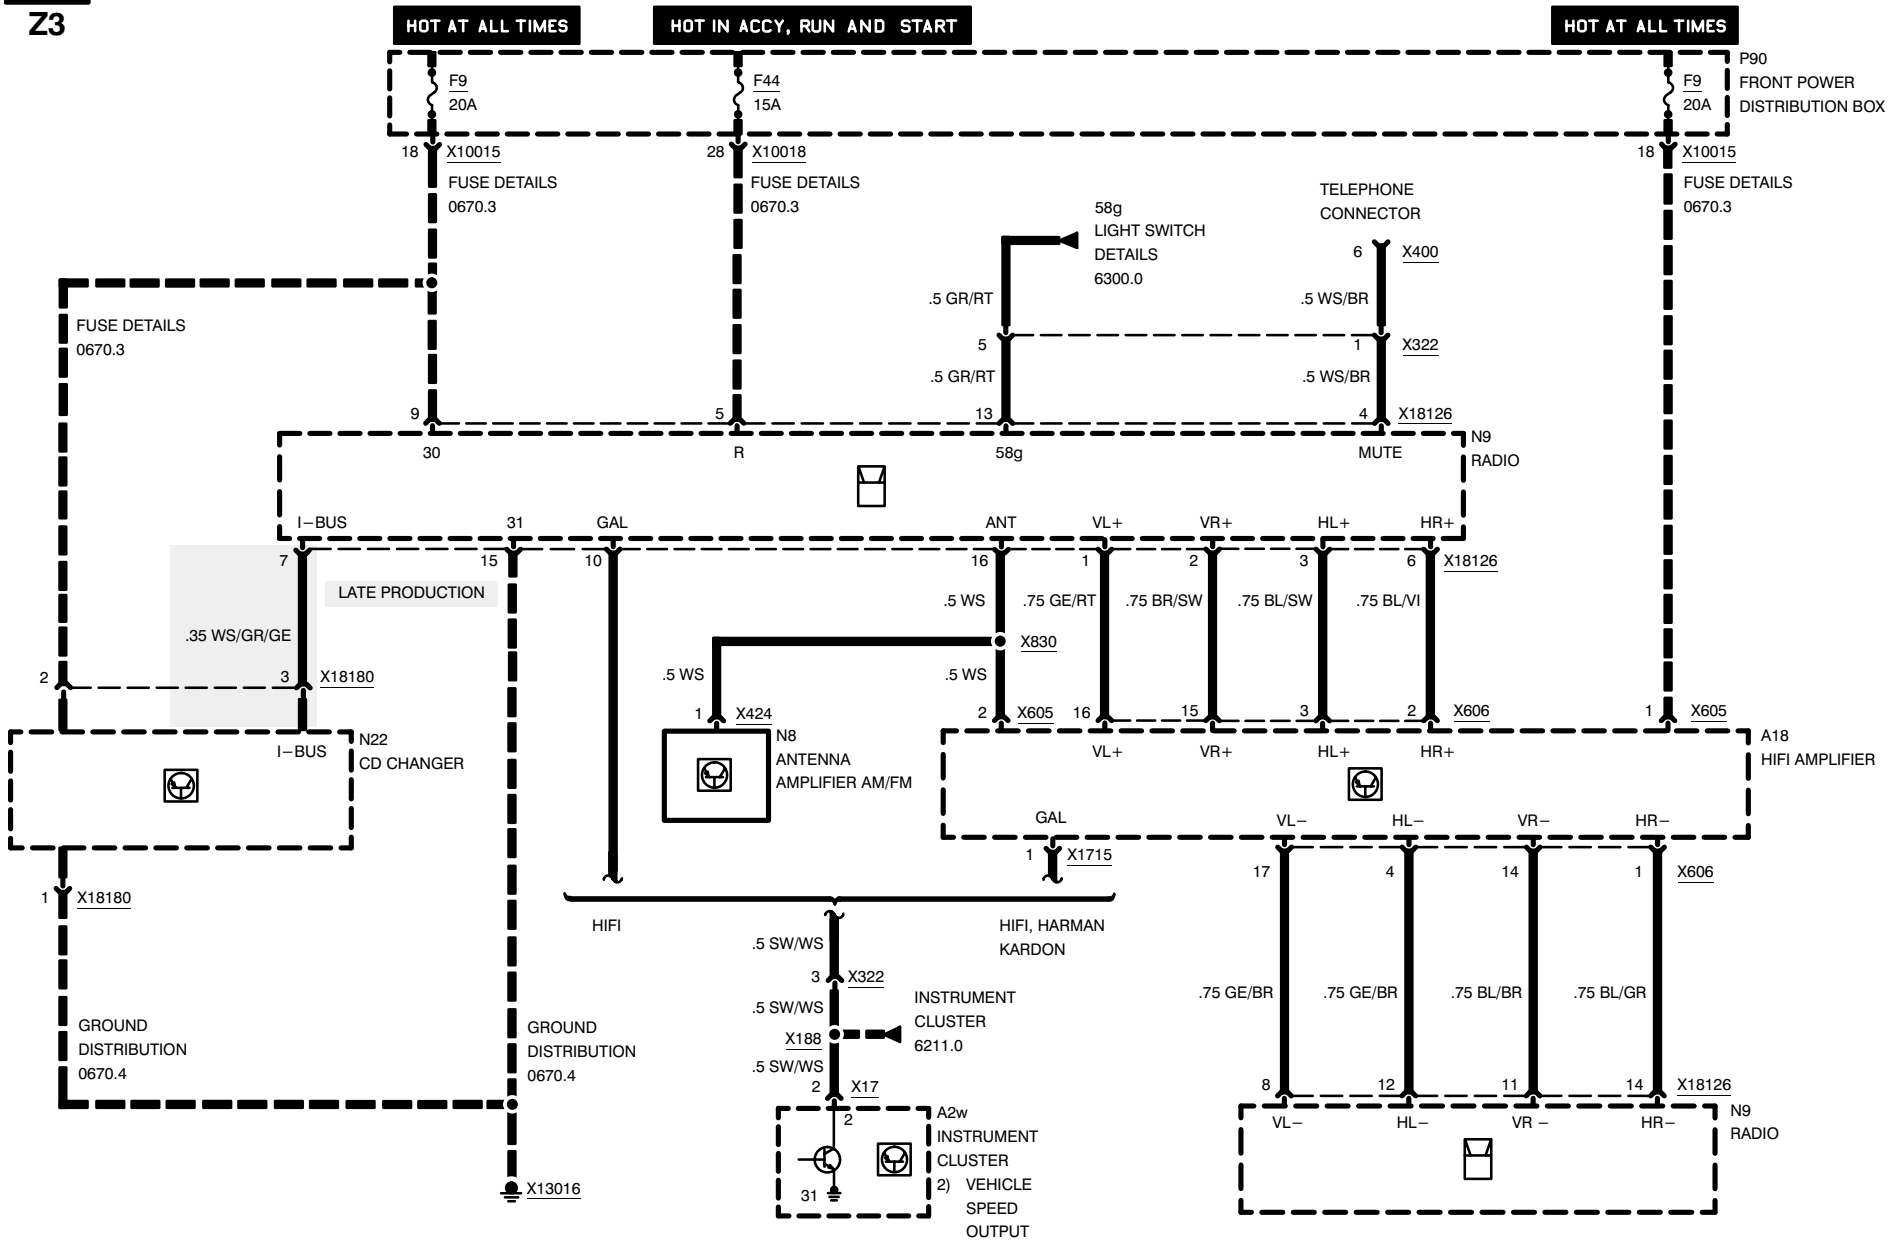 Z3
HOT AT ALL TIMES
HOT IN ACCY, RUN AND START
HOT AT ALL TIMES
F9
20A
F44
15A
F9
20A
P90
FRONT POWER
DISTRIBUTION BOX
18 X10015
28 X10018
18 X10015
FUSE DETAILS
0670.3
FUSE DETAILS
0670.3
FUSE DETAILS
0670.3
58g
LIGHT SWITCH
DETAILS
6300.0
TELEPHONE
CONNECTOR
6 X400
.5 GR/RT
.5 WS/BR
FUSE DETAILS
0670.3
5
1 X322
.5 GR/RT
.5 WS/BR
9
5
13
4 X18126
N9
RADIO
30
R
58g
MUTE
I-BUS
31
GAL
ANT
VL+
VR+
HL+
HR+
7
15
10
16
1
2
3
6 X18126
LATE PRODUCTION
.5 WS
.75 GE/RT
.75 BR/SW
.75 BL/SW
.75 BL/VI
.35 WS/GR/GE
X830
.5 WS
.5 WS
2
3 X18180
1 X424
2 X605
16
15
3
2 X606
1 X605
N22
CD CHANGER
I-BUS
N8
ANTENNA
AMPLIFIER AM/FM
VL+
VR+
HL+
HR+
A18
HIFI AMPLIFIER
GAL
VL-
HL-
VR-
HR-
1 X1715
17
4
14
1 X606
1 X18180
HIFI
HIFI, HARMAN
KARDON
.5 SW/WS
3 X322
.5 SW/WS
X188
INSTRUMENT
CLUSTER
6211.0
.5 SW/WS
2 X17
.75 GE/BR
.75 GE/BR
.75 BL/BR
.75 BL/GR
GROUND
DISTRIBUTION
0670.4
GROUND
DISTRIBUTION
0670.4
8
12
11
14 X18126
2
A2w
INSTRUMENT
CLUSTER
2) VEHICLE
SPEED
OUTPUT
31
VL-
HL-
VR -
HR-
N9
RADIO
X13016